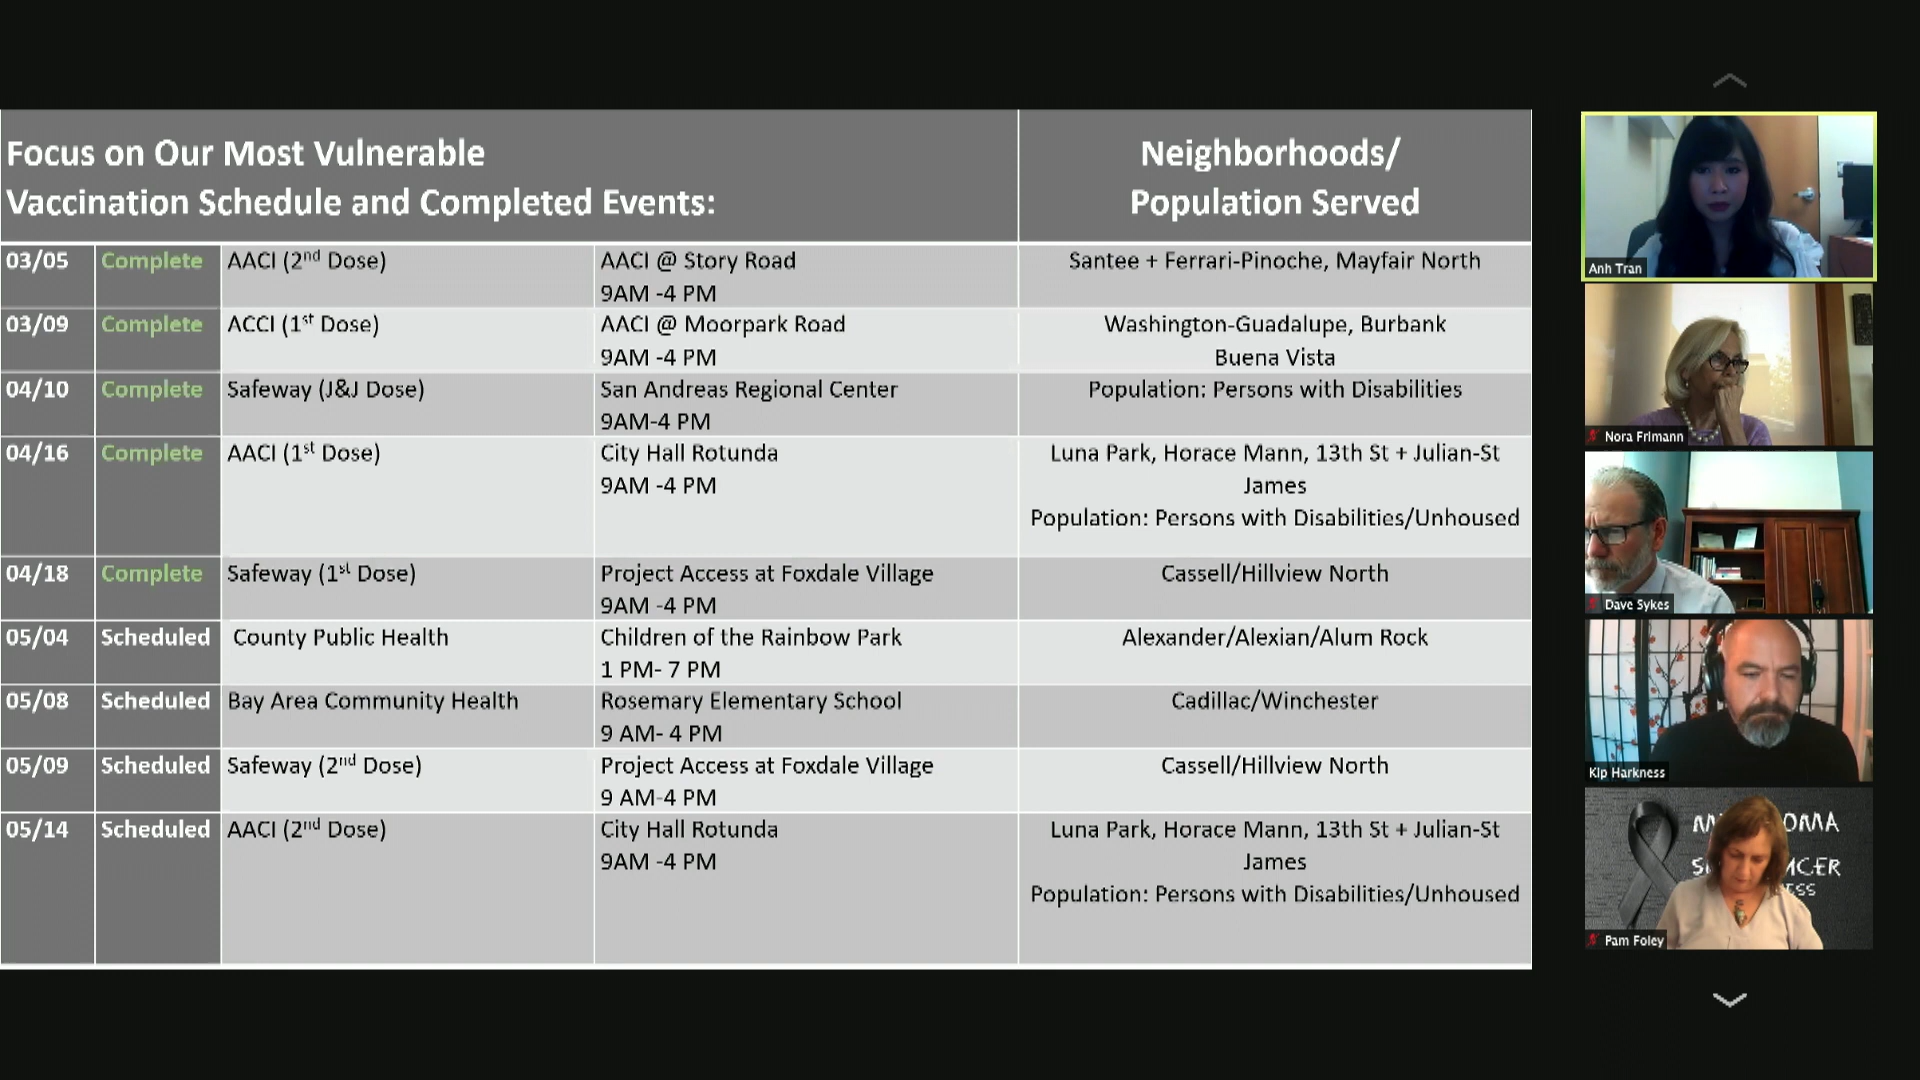 Focus on Our Most Vulnerable
Vaccination Schedule and Completed Events:
Neighborhoods/
Population Served
03/05 Complete AACI (2nd Dose) AACI @ Story Road Santee + Ferrari-Pinoche, Mayfair North
9AM -4 PM
03/09 Complete ACCI (1st Dose) AACI @ Moorpark Road Washington-Guadalupe, Burbank
9AM -4 PM Buena Vista
04/10 Complete Safeway (J&J Dose) San Andreas Regional Center Population: Persons with Disabilities
9AM-4 PM
04/16 Complete AACI (1st Dose) City Hall Rotunda Luna Park, Horace Mann, 13th St + Julian-St
9AM -4 PM James
Population: Persons with Disabilities/Unhoused
04/18 Complete Safeway (1st Dose) Project Access at Foxdale Village Cassell/Hillview North
9AM -4 PM
05/04 Scheduled County Public Health Children of the Rainbow Park Alexander/Alexian/Alum Rock
1 PM- 7 PM
05/08 Scheduled Bay Area Community Health Rosemary Elementary School Cadillac/Winchester
9 AM- 4 PM
05/09 Scheduled Safeway (2nd Dose) Project Access at Foxdale Village Cassell/Hillview North
9 AM-4 PM
05/14 Scheduled AACI (2nd Dose) City Hall Rotunda Luna Park, Horace Mann, 13th St + Julian-St
9AM -4 PM James
Population: Persons with Disabilities/Unhoused
Anh Tran
Nora Frimann
Dave Sykes
Kip Harkness
Pam Foley